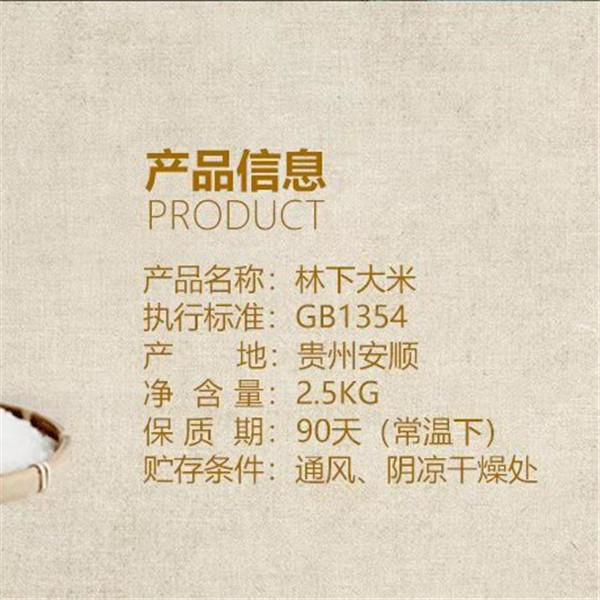 产品信息
PRODUCT
产品名称：林下大米
执行标准：GB1354
产 地：贵州安顺
净 含 量：2.5KG
保 质 期：90天（常温下）
贮存条件：通风、阴凉干燥处